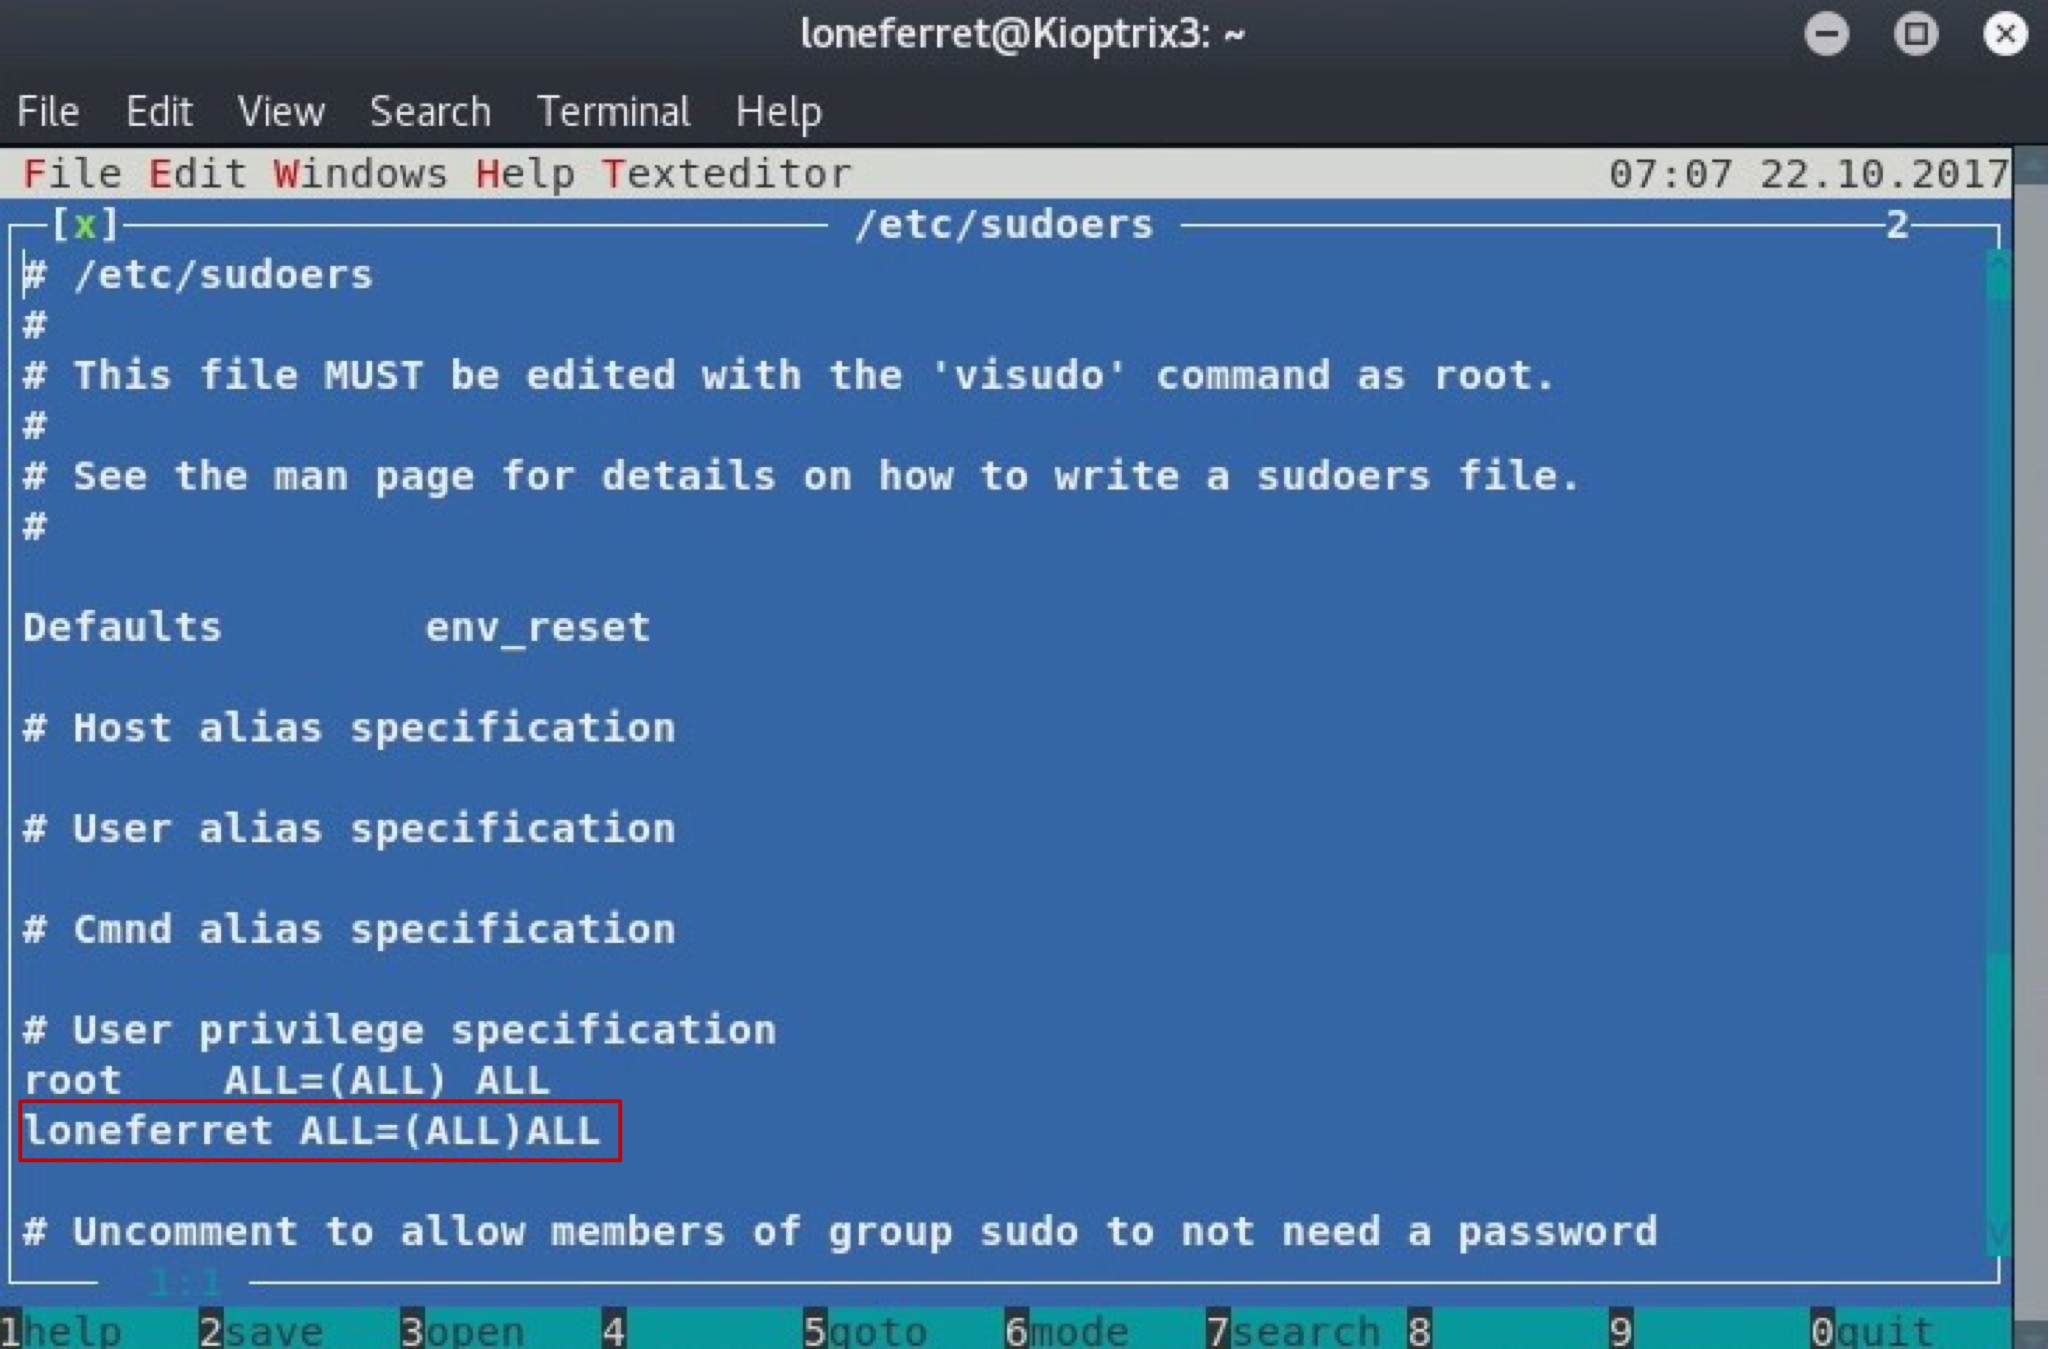 loneferret@Kioptrix3: ~
File Edit View Search Terminal Help
File Edit Windows Help Texteditor 07:07 22.10.2017
[x] /etc/sudoers 2
# /etc/sudoers
#
# This file MUST be edited with the 'visudo' command as root.
#
# See the man page for details on how to write a sudoers file.
#
Defaults env_reset
# Host alias specification
# User alias specification
# Cmnd alias specification
# User privilege specification
root ALL=(ALL) ALL
loneferret ALL=(ALL)ALL
# Uncomment to allow members of group sudo to not need a password
1:1
1help 2save 3open 4 5goto 6mode 7search 8 9 0quit